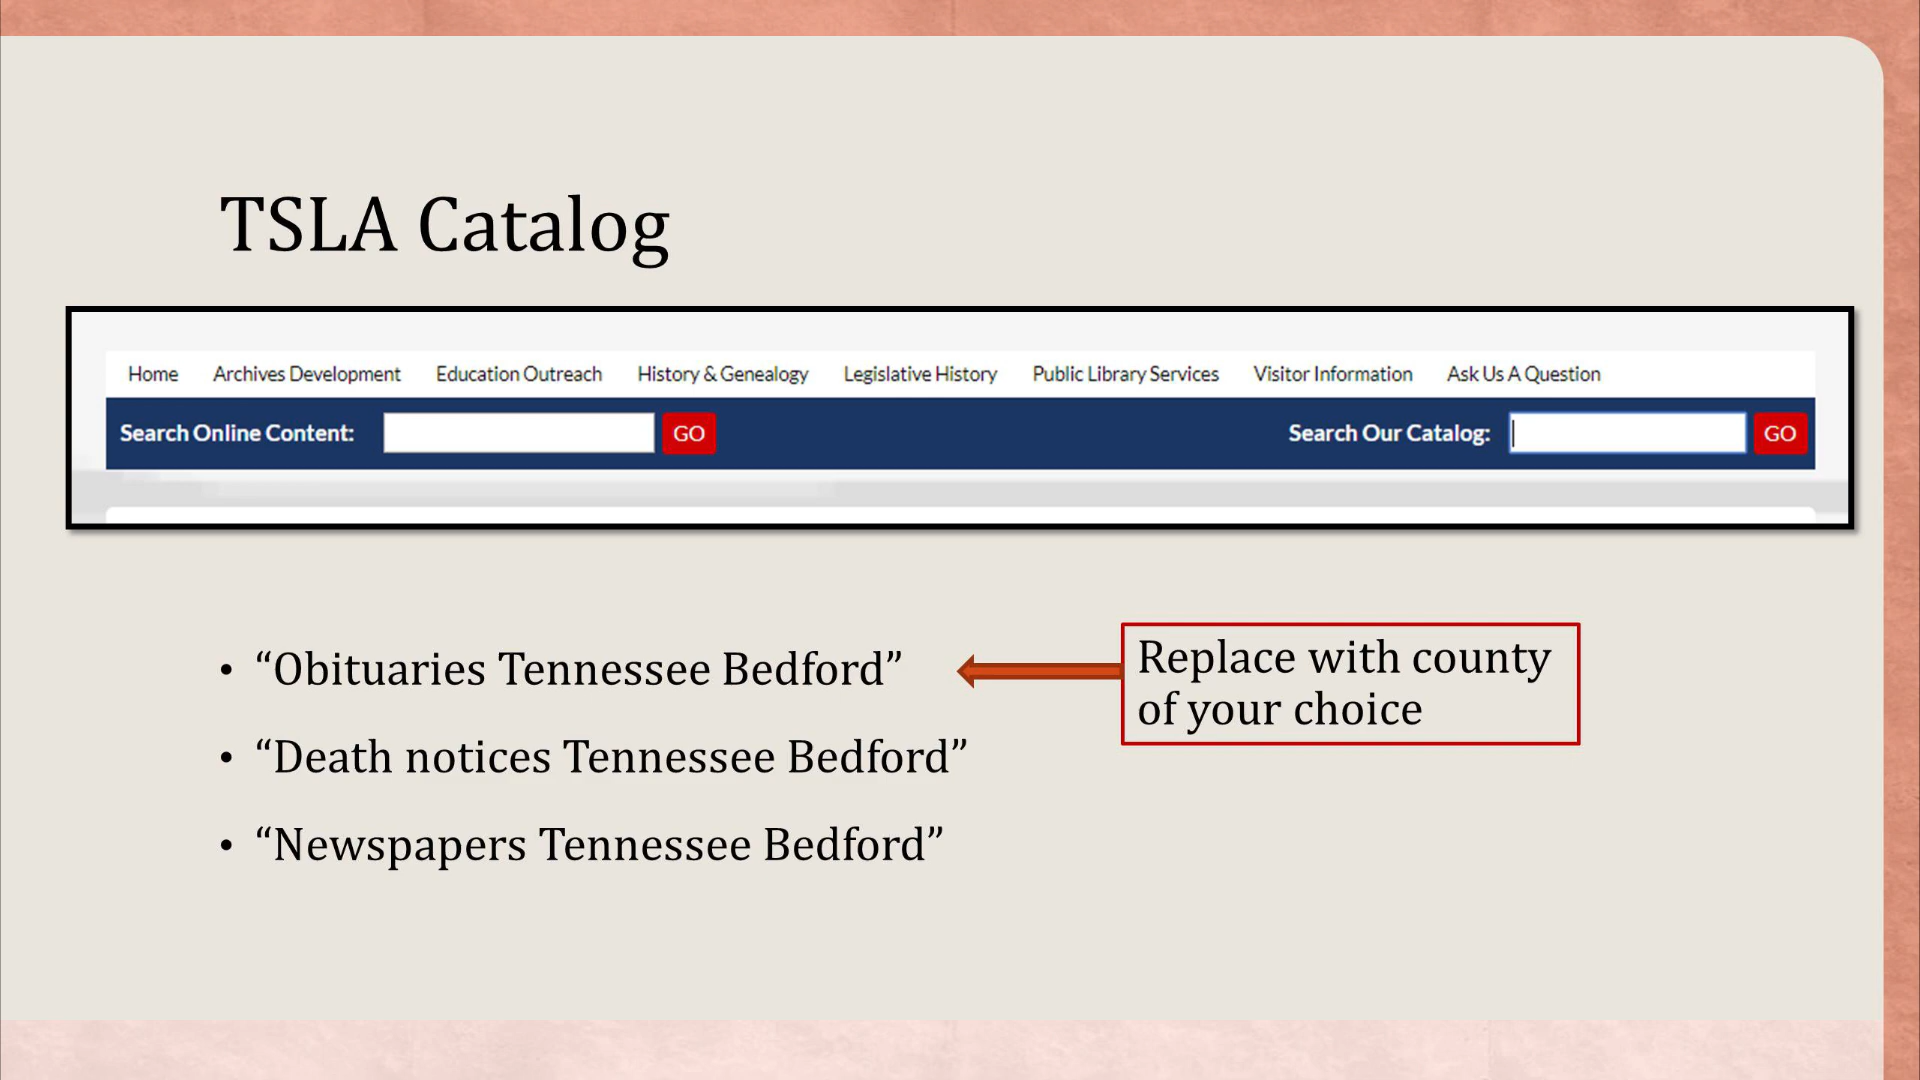 TSLA Catalog
Home Archives Development Education Outreach History & Genealogy Legislative History Public Library Services Visitor Information Ask Us A Question
Search Online Content: GO Search Our Catalog: GO
• “Obituaries Tennessee Bedford”
Replace with county
of your choice
• “Death notices Tennessee Bedford”
• “Newspapers Tennessee Bedford”